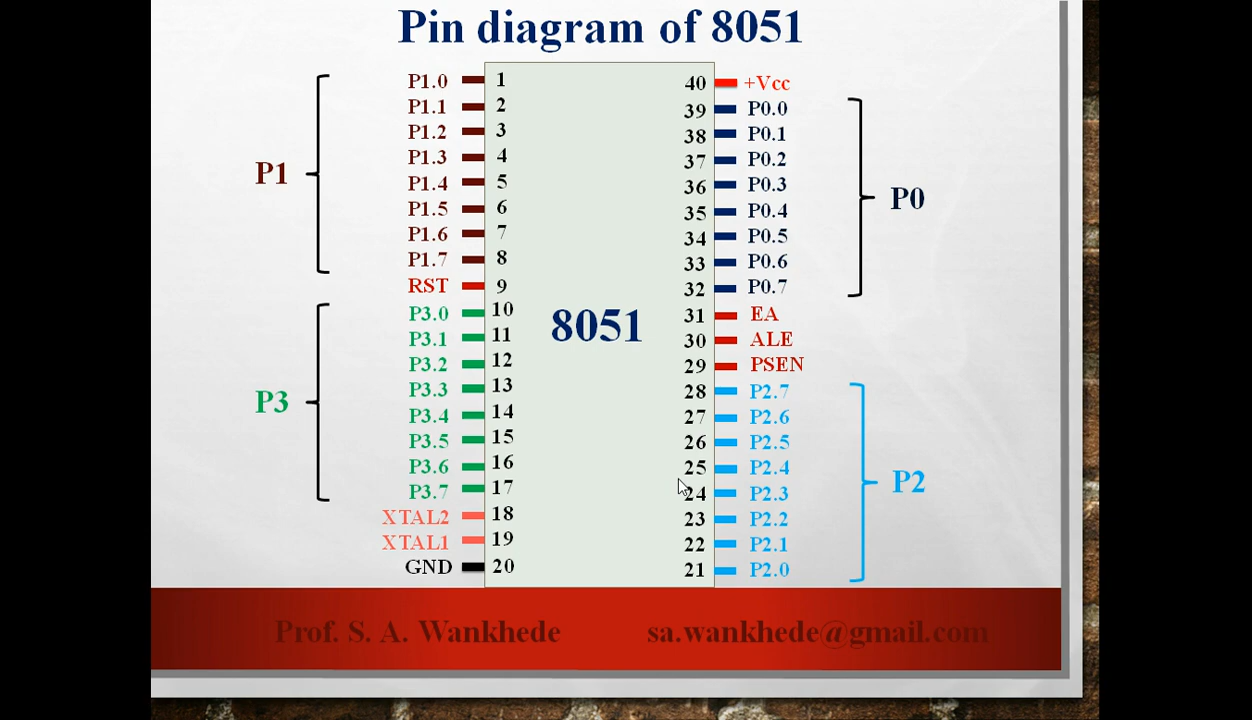 Pin diagram of 8051
P1.0 1 40 +Vcc
P1.1 2 39 P0.0
P1.2 3 38 P0.1
P1.3 4 37 P0.2
P1 P1.4 5 36 P0.3 P0
P1.5 6 35 P0.4
P1.6 7 34 P0.5
P1.7 8 33 P0.6
RST 9 32 P0.7
P3.0 10 8051 31 EA
P3.1 11 30 ALE
P3.2 12 29 PSEN
P3.3 13 28 P2.7
P3 P3.4 14 27 P2.6
P3.5 15 26 P2.5
P3.6 16 25 P2.4 P2
P3.7 17 24 P2.3
XTAL2 18 23 P2.2
XTAL1 19 22 P2.1
GND 20 21 P2.0
Prof. S. A. Wankhede sa.wankhede@gmail.com